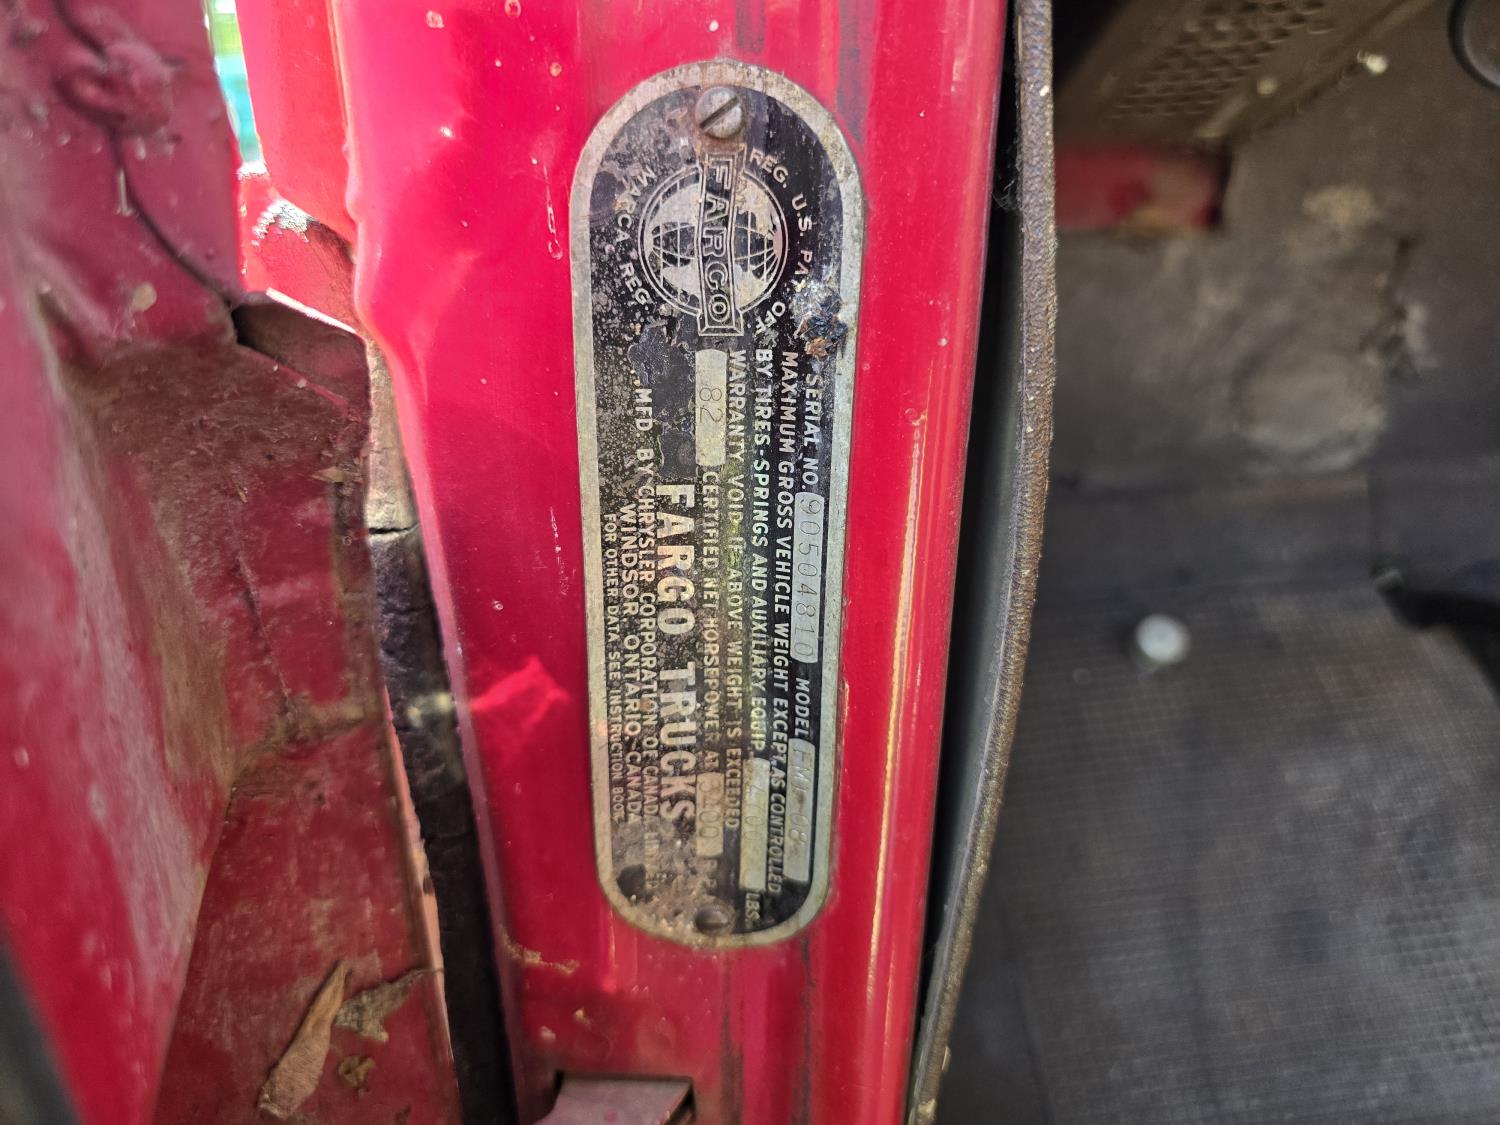 FARGO
MARCA REG.
REG. U.S. PAT. OFF.
SERIAL NO. 90504810 MODEL
MAXIMUM GROSS VEHICLE WEIGHT EXCEPT AS CONTROLLED
BY TIRES-SPRINGS AND AUXILIARY EQUIP. LBS.
WARRANTY VOID IF ABOVE WEIGHT IS EXCEEDED
82 CERTIFIED NET HORSEPOWER AT
FARGO TRUCKS
MFD. BY CHRYSLER CORPORATION OF CANADA, LIMITED
WINDSOR, ONTARIO, CANADA
FOR OTHER DATA SEE INSTRUCTION BOOK